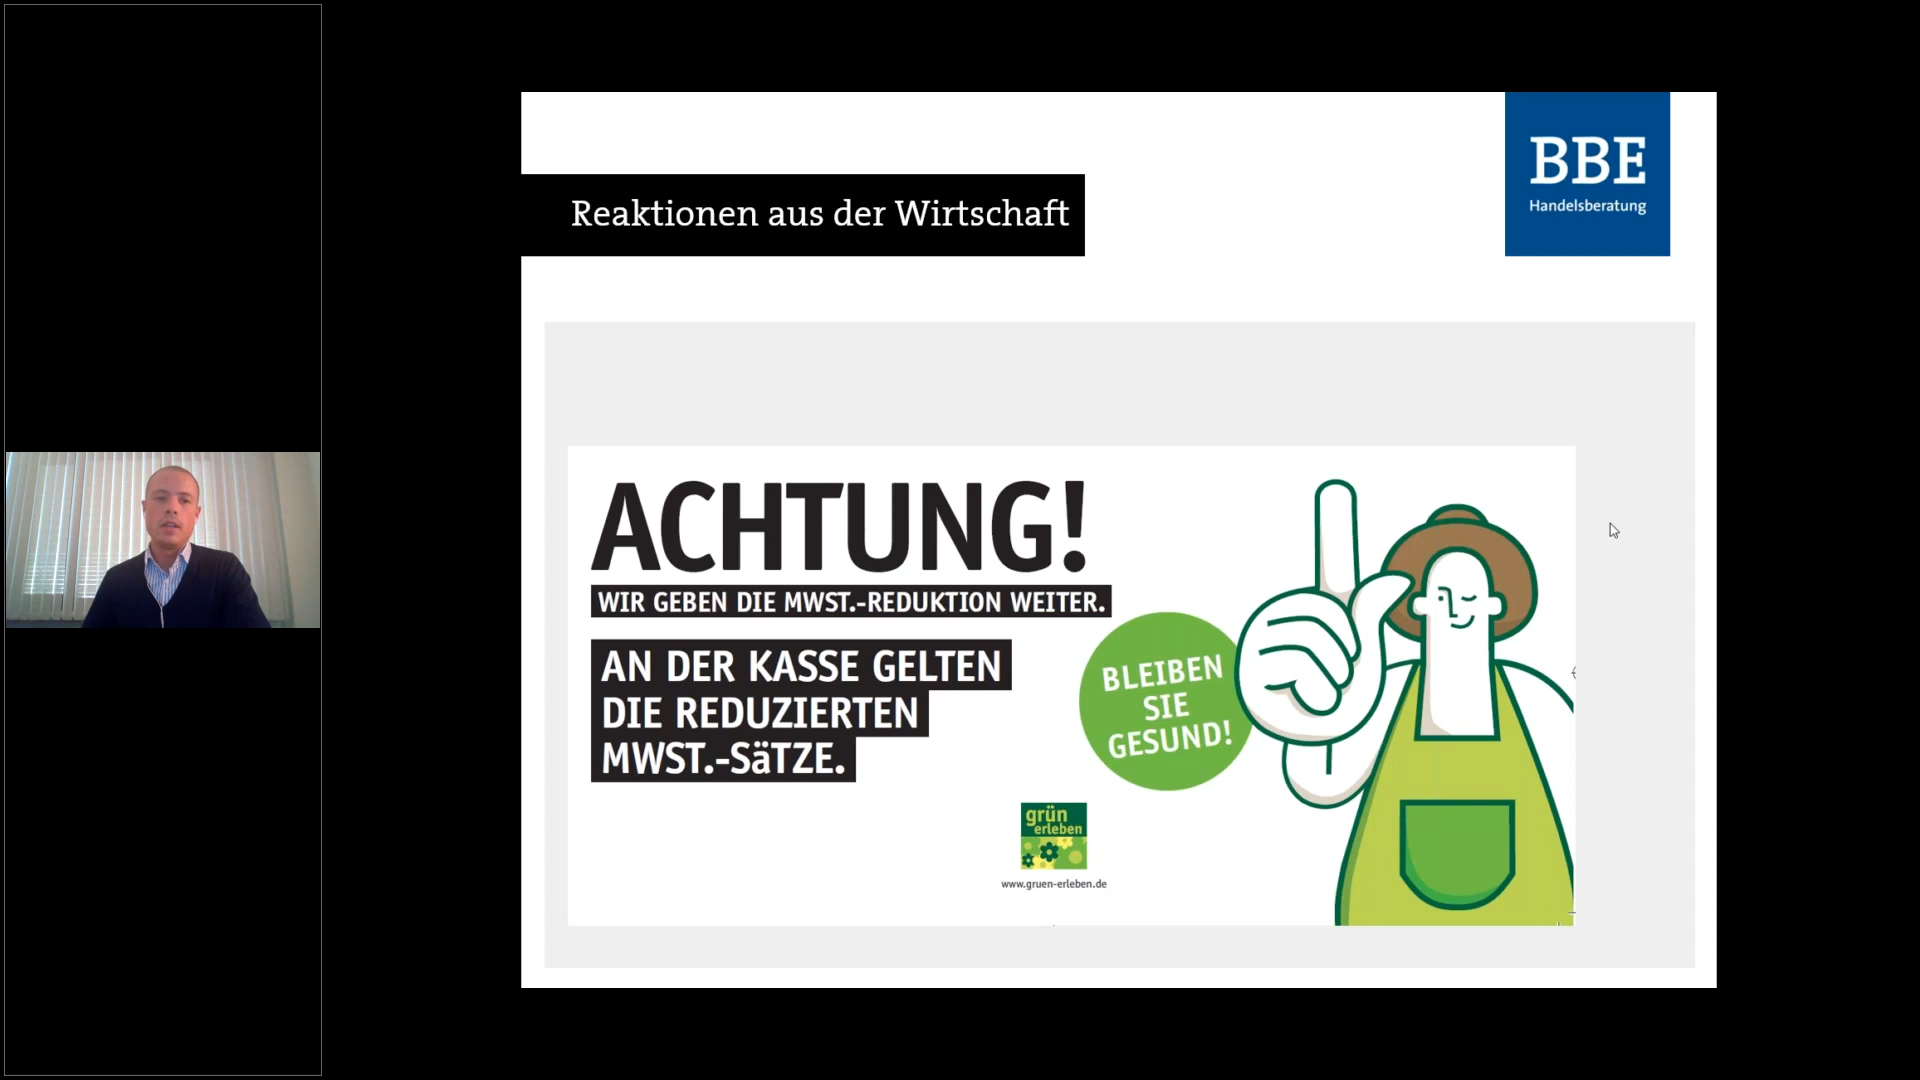 Reaktionen aus der Wirtschaft
BBE
Handelsberatung
ACHTUNG!
WIR GEBEN DIE MWST.-REDUKTION WEITER.
AN DER KASSE GELTEN
DIE REDUZIERTEN
MWST.-SäTZE.
BLEIBEN
SIE
GESUND!
grün
erleben
www.gruen-erleben.de